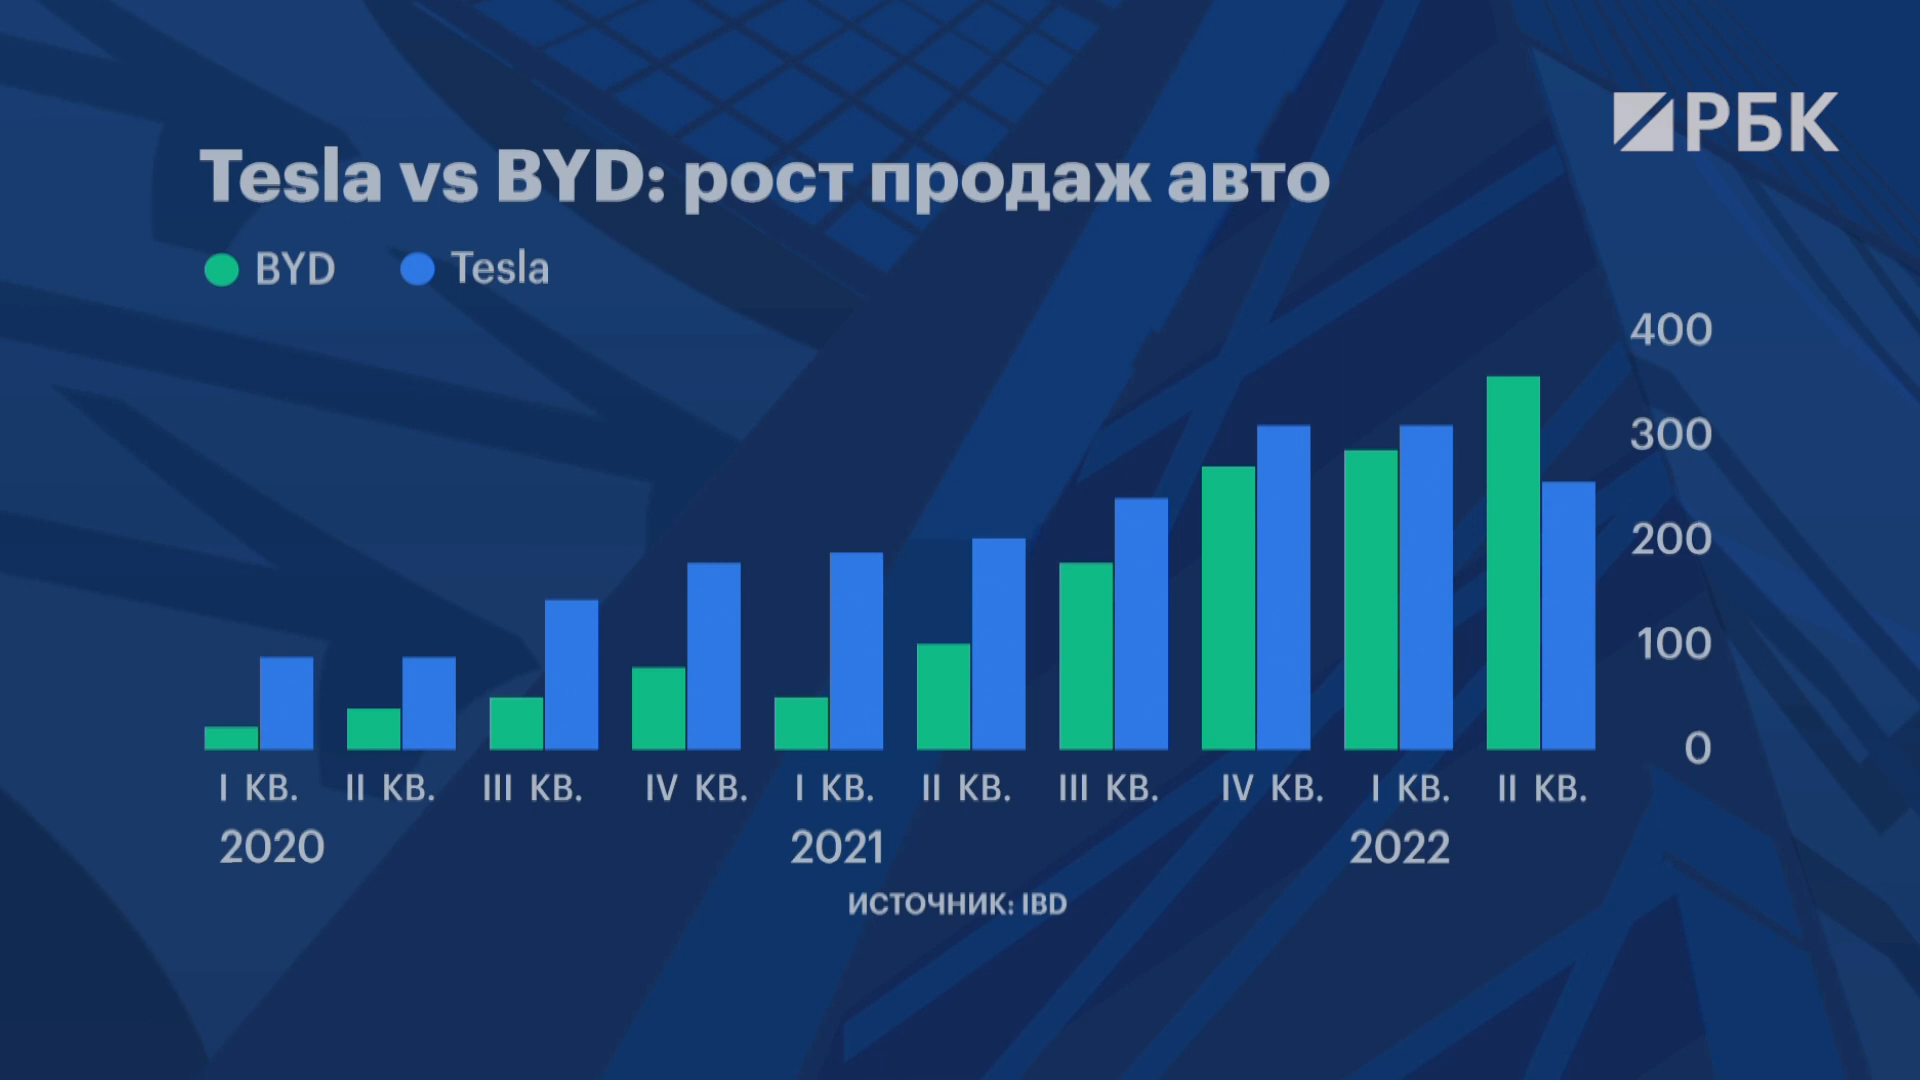 РБК
Tesla vs BYD: рост продаж авто
BYD Tesla
400
300
200
100
0
I КВ. II КВ. III КВ. IV КВ. I КВ. II КВ. III КВ. IV КВ. I КВ. II КВ.
2020 2021 2022
ИСТОЧНИК: IBD